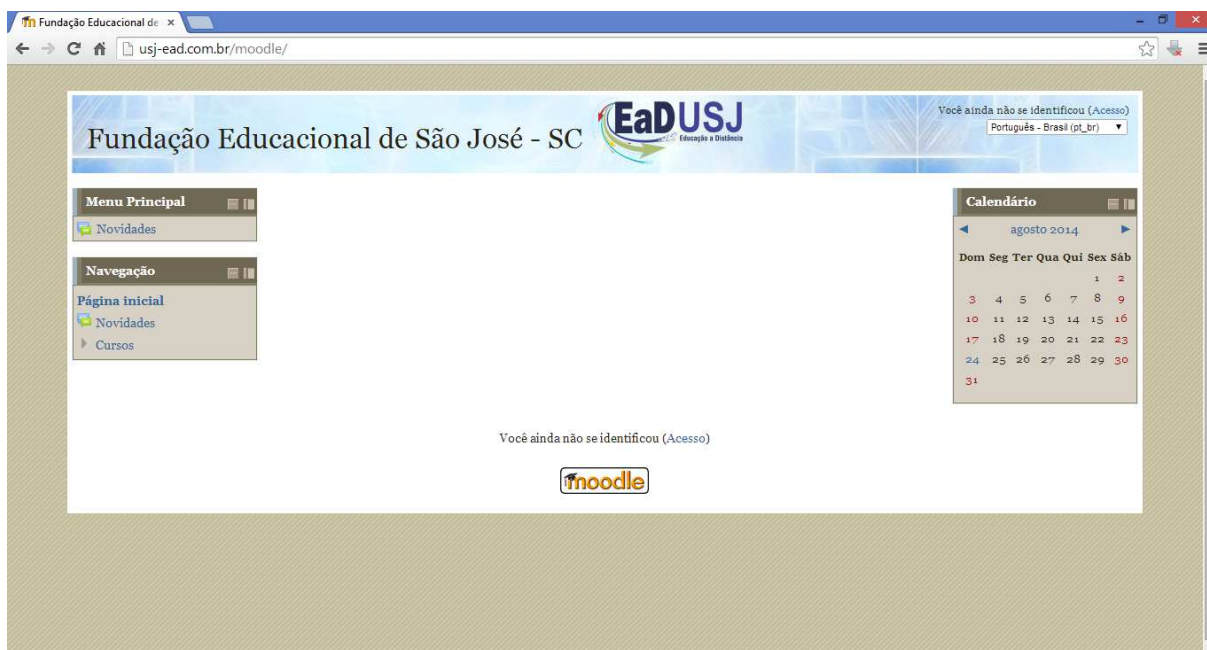 Fundação Educacional de
usj-ead.com.br/moodle/
Fundação Educacional de São José - SC
EaDUSJ
Educação a Distância
Você ainda não se identificou (Acesso)
Português - Brasil (pt_br)
Menu Principal
Novidades
Navegação
Página inicial
Novidades
Cursos
Calendário
agosto 2014
Dom Seg Ter Qua Qui Sex Sáb
1 2
3 4 5 6 7 8 9
10 11 12 13 14 15 16
17 18 19 20 21 22 23
24 25 26 27 28 29 30
31
Você ainda não se identificou (Acesso)
moodle